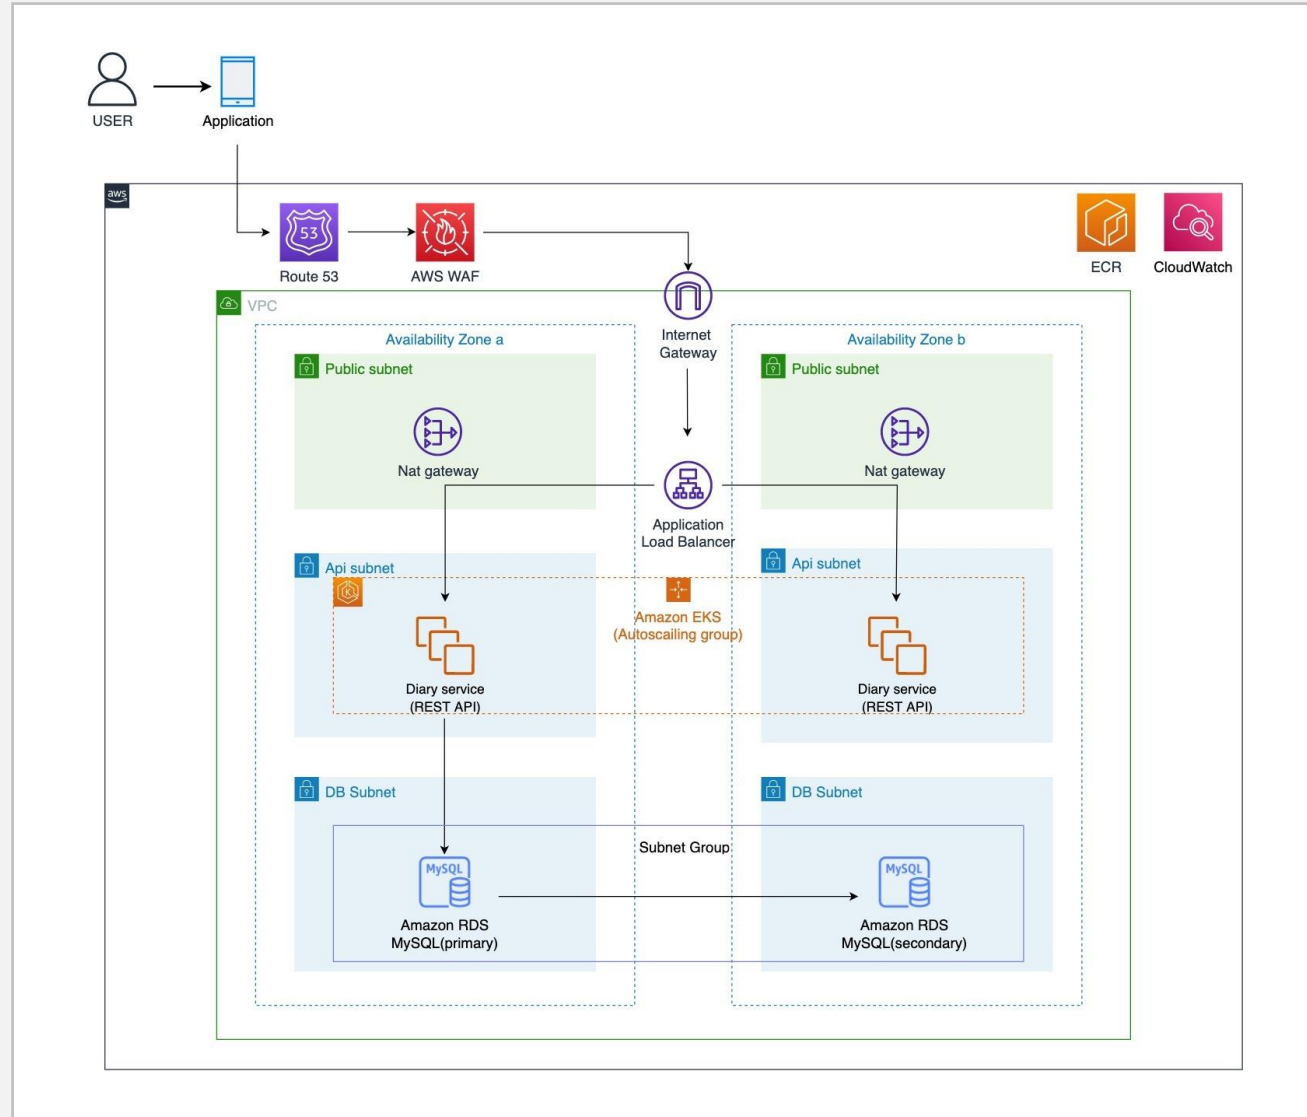 USER
Application
aws
53
Route 53
AWS WAF
ECR
CloudWatch
VPC
Internet
Gateway
Availability Zone a
Availability Zone b
Public subnet
Public subnet
Nat gateway
Nat gateway
Application
Load Balancer
Api subnet
Api subnet
K
Amazon EKS
(Autoscailing group)
Diary service
(REST API)
Diary service
(REST API)
DB Subnet
DB Subnet
Subnet Group
MySQL
MySQL
Amazon RDS
MySQL(primary)
Amazon RDS
MySQL(secondary)